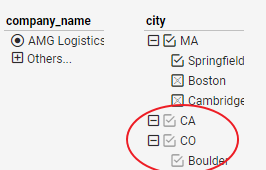 company_name
AMG Logistics
Others...
city
MA
Springfield
Boston
Cambridge
CA
CO
Boulder